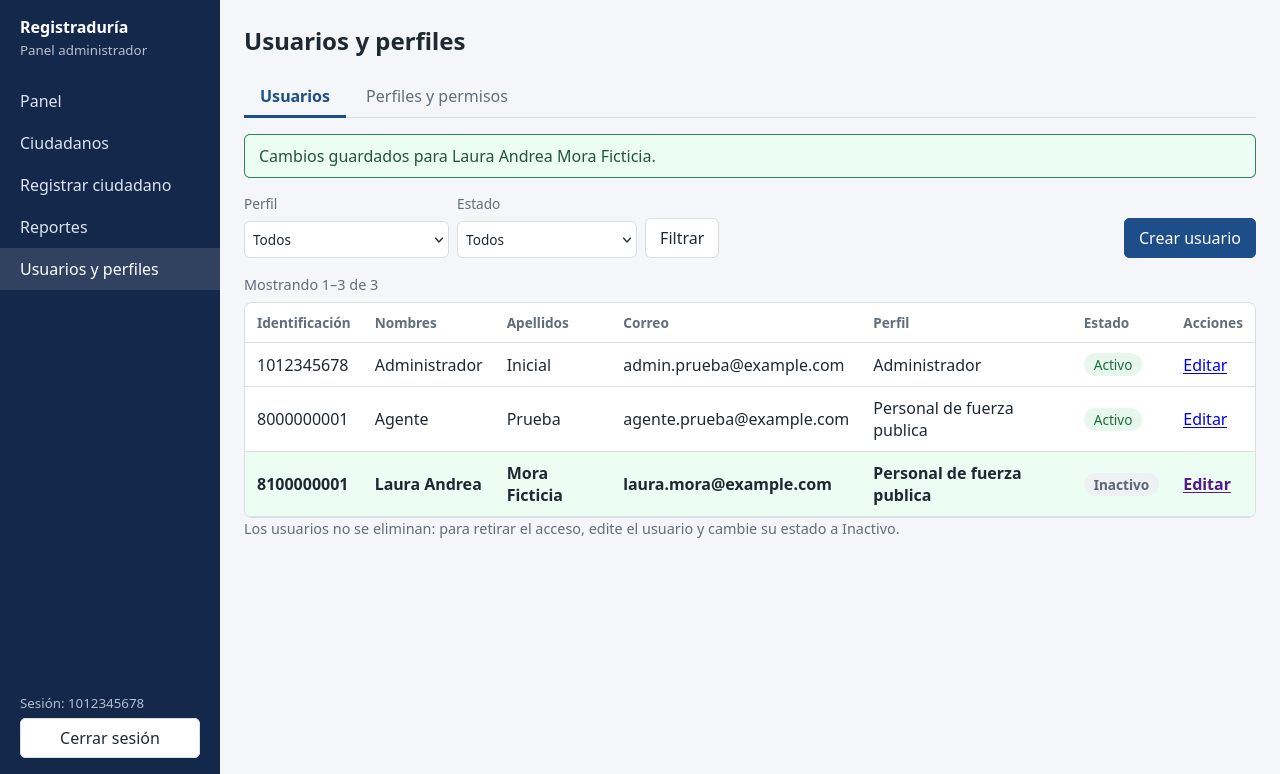 Registraduría
Panel administrador
Panel
Ciudadanos
Registrar ciudadano
Reportes
Usuarios y perfiles
Sesión: 1012345678
Cerrar sesión
Usuarios y perfiles
Usuarios Perfiles y permisos
Cambios guardados para Laura Andrea Mora Ficticia.
Perfil Estado
Todos Todos Filtrar Crear usuario
Mostrando 1–3 de 3
Identificación Nombres Apellidos Correo Perfil Estado Acciones
1012345678 Administrador Inicial admin.prueba@example.com Administrador Activo Editar
8000000001 Agente Prueba agente.prueba@example.com Personal de fuerza publica Activo Editar
8100000001 Laura Andrea Mora Ficticia laura.mora@example.com Personal de fuerza publica Inactivo Editar
Los usuarios no se eliminan: para retirar el acceso, edite el usuario y cambie su estado a Inactivo.